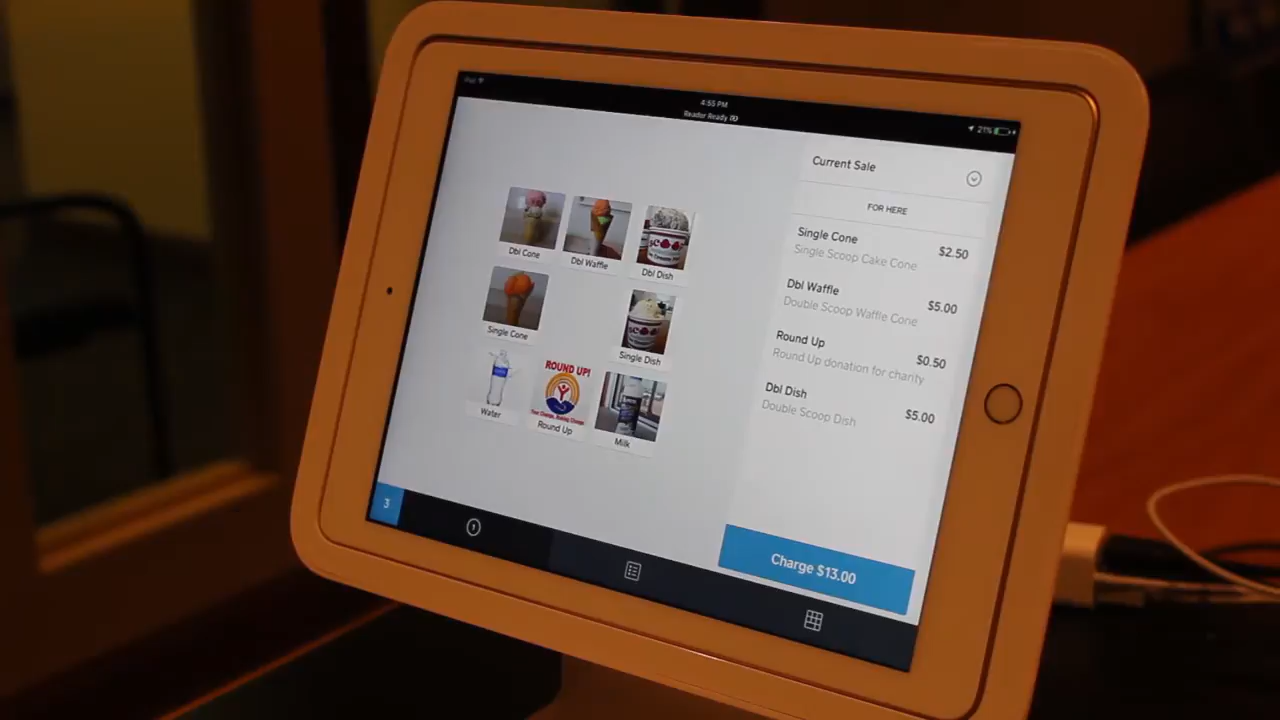 iPad
4:55 PM
Reader Ready
21%
Dbl Cone
Dbl Waffle
Dbl Dish
Single Cone
Single Dish
Water
ROUND UP!
Round Up
Milk
Current Sale
FOR HERE
Single Cone $2.50
Single Scoop Cake Cone
Dbl Waffle $5.00
Double Scoop Waffle Cone
Round Up $0.50
Round Up donation for charity
Dbl Dish $5.00
Double Scoop Dish
Charge $13.00
3
1